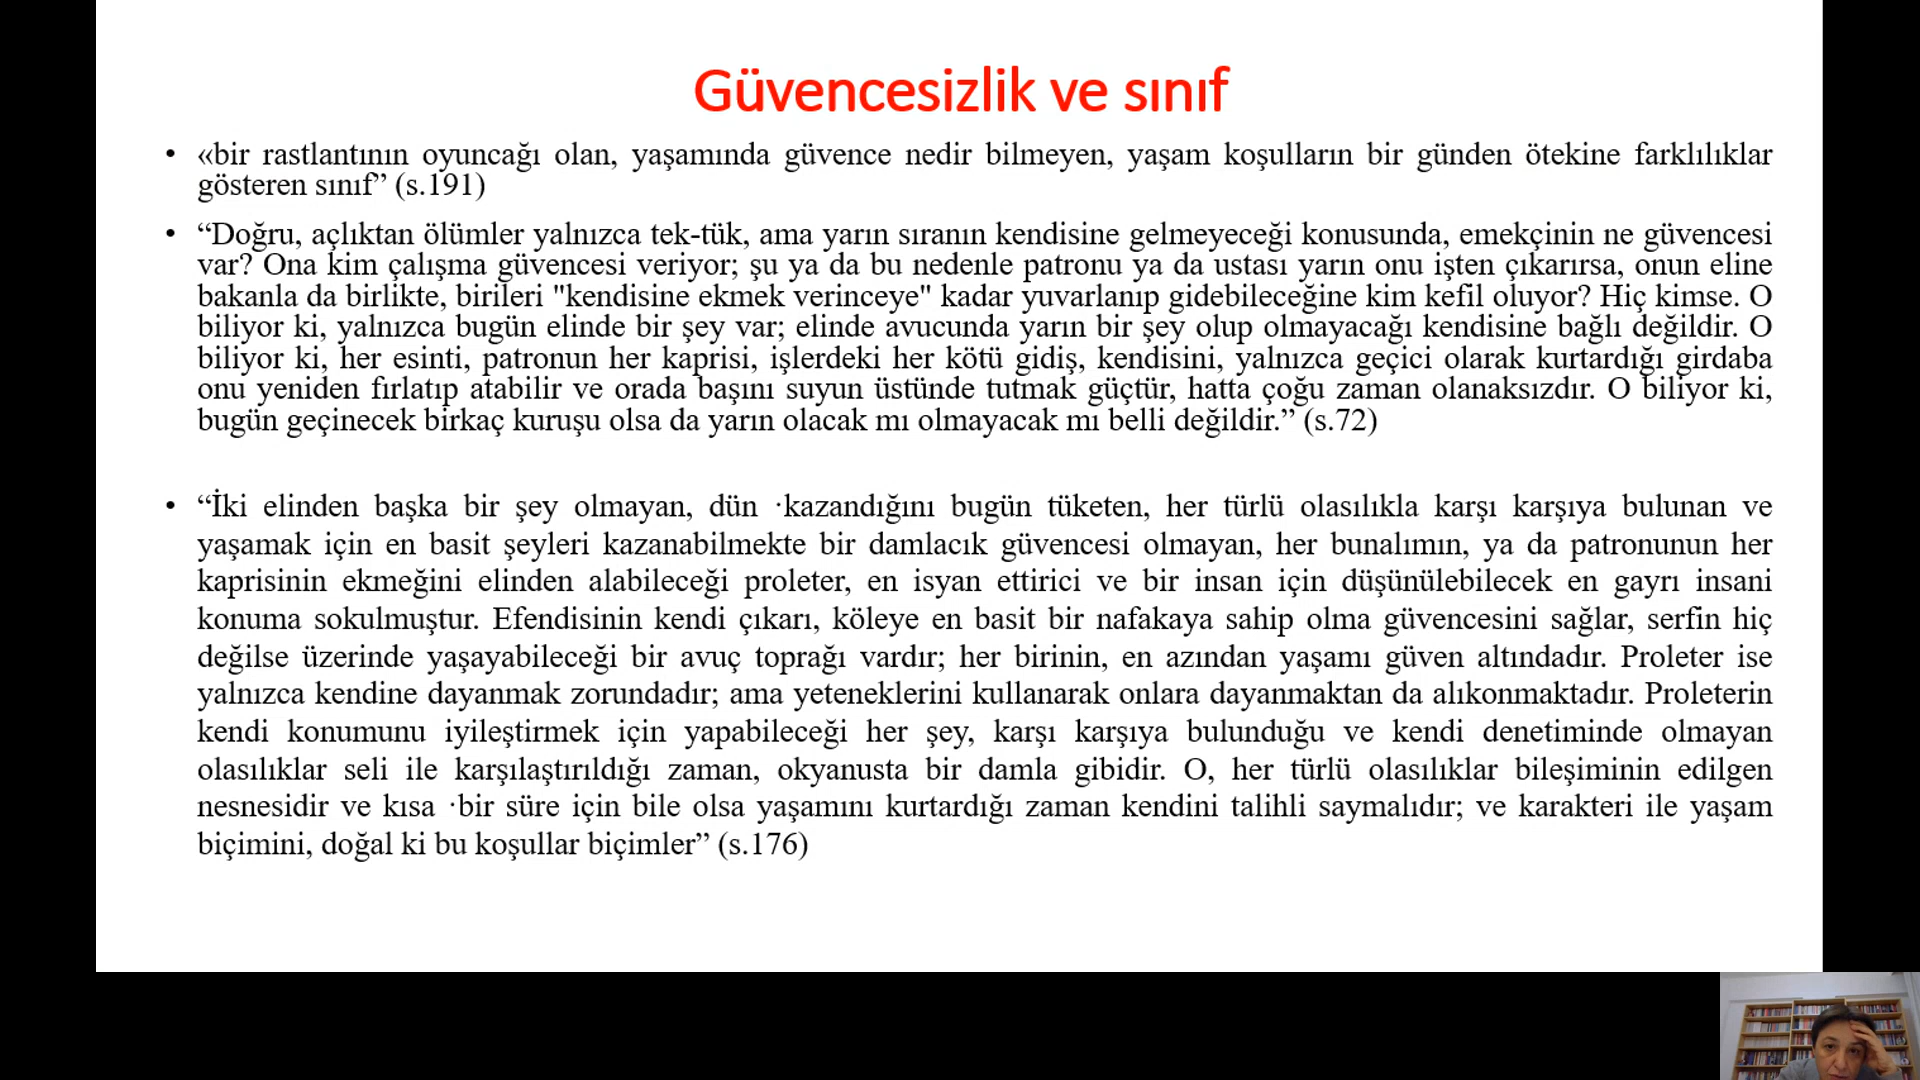 Güvencesizlik ve sınıf
• «bir rastlantının oyuncağı olan, yaşamında güvence nedir bilmeyen, yaşam koşulların bir günden ötekine farklılıklar
gösteren sınıf” (s.191)
• “Doğru, açlıktan ölümler yalnızca tek-tük, ama yarın sıranın kendisine gelmeyeceği konusunda, emekçinin ne güvencesi
var? Ona kim çalışma güvencesi veriyor; şu ya da bu nedenle patronu ya da ustası yarın onu işten çıkarırsa, onun eline
bakanla da birlikte, birileri "kendisine ekmek verinceye" kadar yuvarlanıp gidebileceğine kim kefil oluyor? Hiç kimse. O
biliyor ki, yalnızca bugün elinde bir şey var; elinde avucunda yarın bir şey olup olmayacağı kendisine bağlı değildir. O
biliyor ki, her esinti, patronun her kaprisi, işlerdeki her kötü gidiş, kendisini, yalnızca geçici olarak kurtardığı girdaba
onu yeniden fırlatıp atabilir ve orada başını suyun üstünde tutmak güçtür, hatta çoğu zaman olanaksızdır. O biliyor ki,
bugün geçinecek birkaç kuruşu olsa da yarın olacak mı olmayacak mı belli değildir.” (s.72)
• “İki elinden başka bir şey olmayan, dün ·kazandığını bugün tüketen, her türlü olasılıkla karşı karşıya bulunan ve
yaşamak için en basit şeyleri kazanabilmekte bir damlacık güvencesi olmayan, her bunalımın, ya da patronunun her
kaprisinin ekmeğini elinden alabileceği proleter, en isyan ettirici ve bir insan için düşünülebilecek en gayrı insani
konuma sokulmuştur. Efendisinin kendi çıkarı, köleye en basit bir nafakaya sahip olma güvencesini sağlar, serfin hiç
değilse üzerinde yaşayabileceği bir avuç toprağı vardır; her birinin, en azından yaşamı güven altındadır. Proleter ise
yalnızca kendine dayanmak zorundadır; ama yeteneklerini kullanarak onlara dayanmaktan da alıkonmaktadır. Proleterin
kendi konumunu iyileştirmek için yapabileceği her şey, karşı karşıya bulunduğu ve kendi denetiminde olmayan
olasılıklar seli ile karşılaştırıldığı zaman, okyanusta bir damla gibidir. O, her türlü olasılıklar bileşiminin edilgen
nesnesidir ve kısa ·bir süre için bile olsa yaşamını kurtardığı zaman kendini talihli saymalıdır; ve karakteri ile yaşam
biçimini, doğal ki bu koşullar biçimler” (s.176)